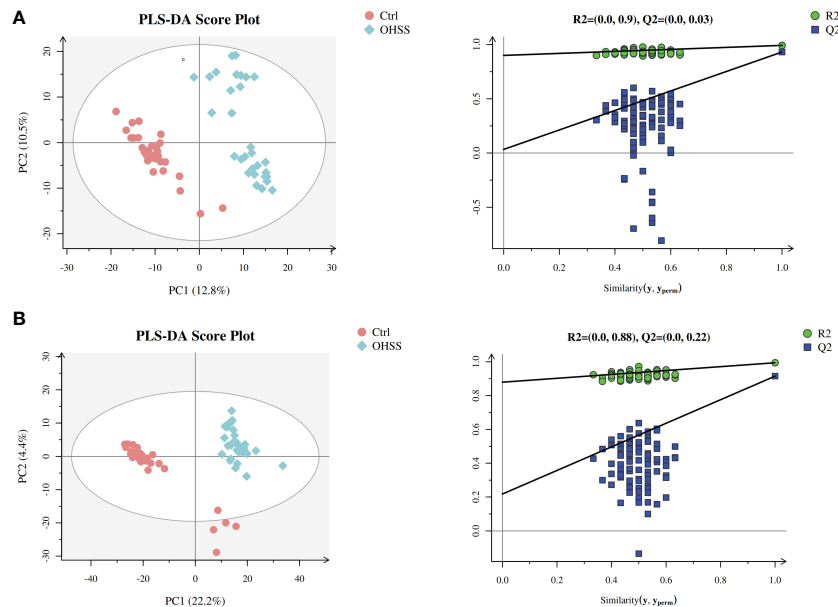 A
PLS-DA Score Plot
Ctrl
OHSS
PC2 (10.5%)
20
10
0
-10
-20
-30
-20
-10
0
10
20
30
PC1 (12.8%)
R2=(0.0, 0.9), Q2=(0.0, 0.03)
R2
Q2
1.0
0.5
0.0
-0.5
0.0
0.2
0.4
0.6
0.8
1.0
Similarity(y, yperm)
B
PLS-DA Score Plot
Ctrl
OHSS
PC2 (4.4%)
30
20
10
0
-10
-20
-30
-40
-20
0
20
40
PC1 (22.2%)
R2=(0.0, 0.88), Q2=(0.0, 0.22)
R2
Q2
1.0
0.8
0.6
0.4
0.2
0.0
0.0
0.2
0.4
0.6
0.8
1.0
Similarity(y, yperm)